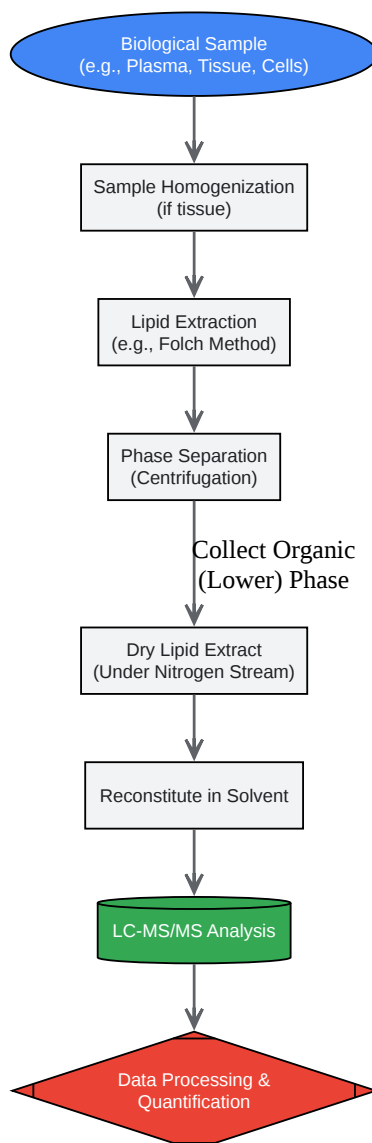 Biological Sample
(e.g., Plasma, Tissue, Cells)
Sample Homogenization
(if tissue)
Lipid Extraction
(e.g., Folch Method)
Phase Separation
(Centrifugation)
Collect Organic
(Lower) Phase
Dry Lipid Extract
(Under Nitrogen Stream)
Reconstitute in Solvent
LC-MS/MS Analysis
Data Processing &
Quantification